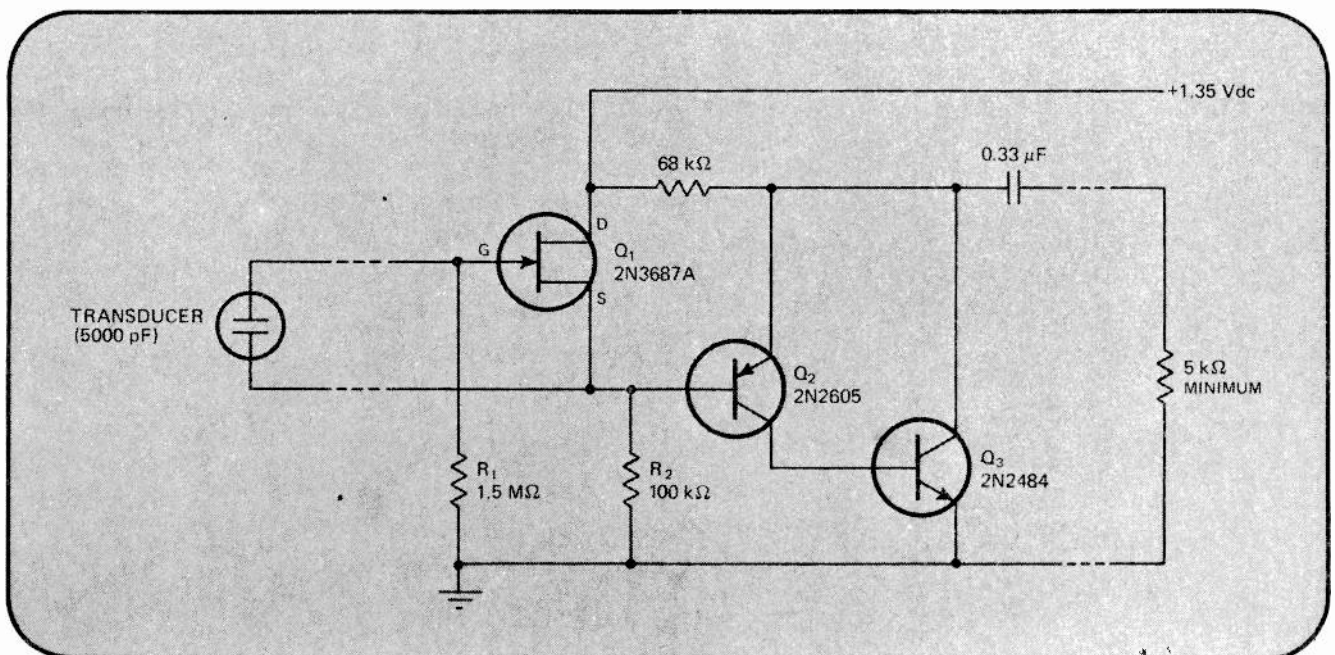 +1.35 Vdc
68 kΩ
0.33 μF
D
G
Q₁
2N3687A
S
TRANSDUCER
(5000 pF)
Q₂
2N2605
5 kΩ
MINIMUM
R₁
1.5 MΩ
R₂
100 kΩ
Q₃
2N2484